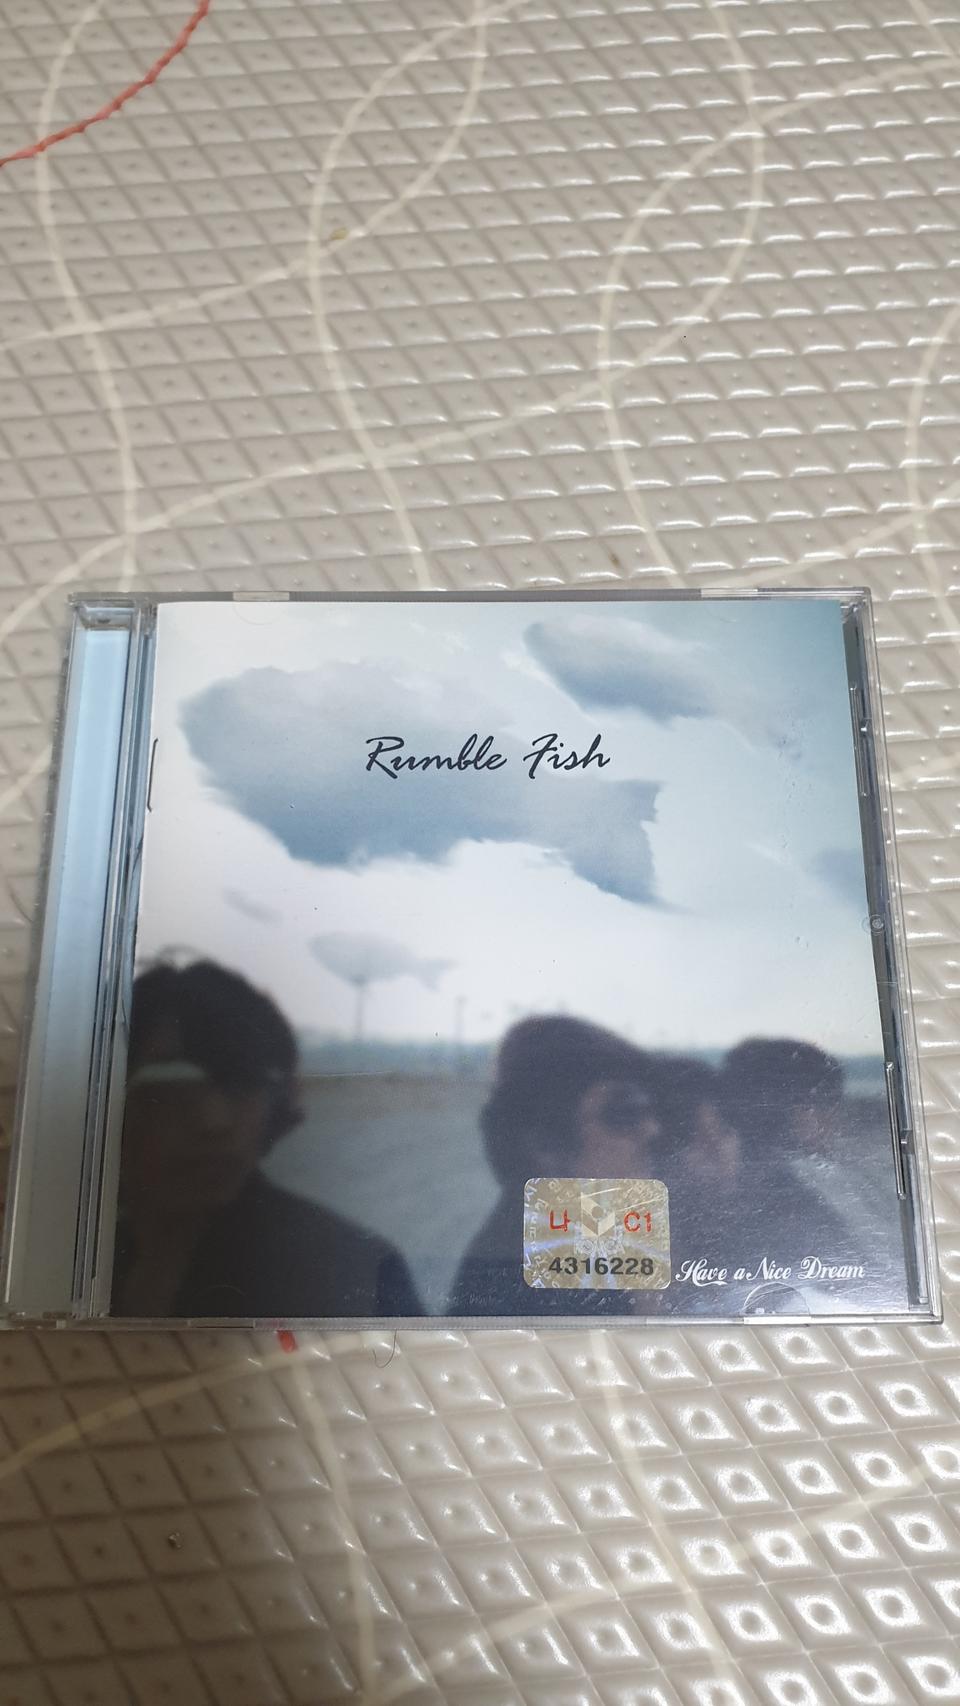 Rumble Fish
나 C1
4316228
Have a Nice Dream